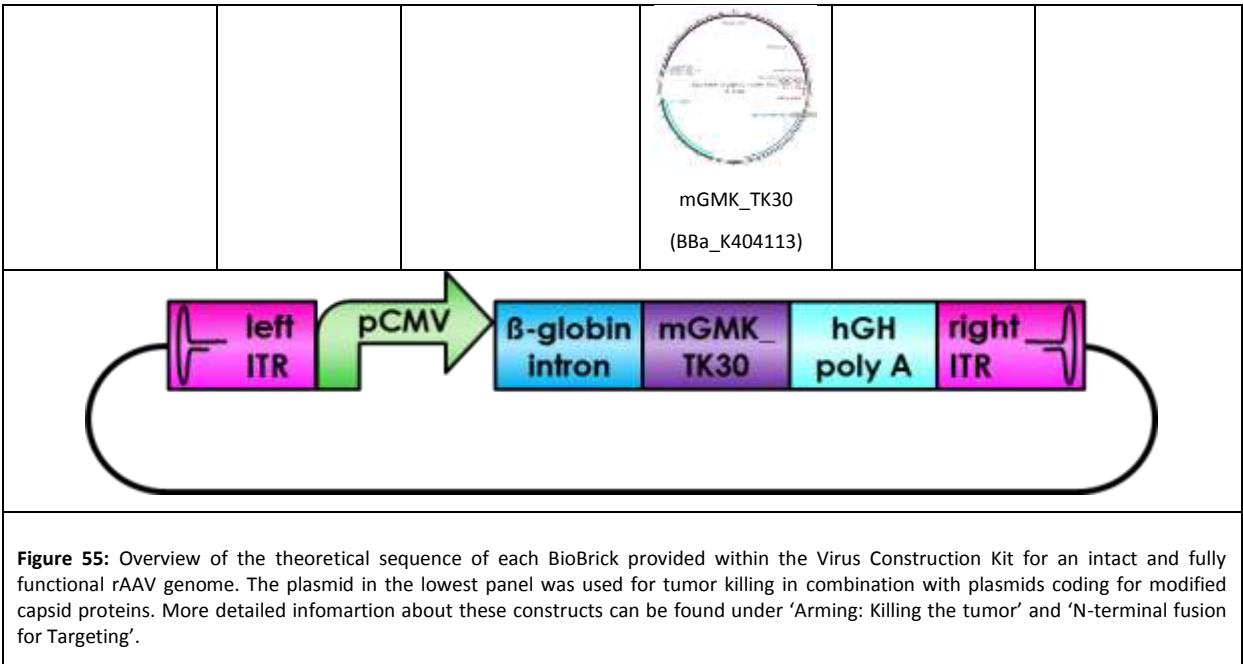 mGMK_TK30
(BBa_K404113)
left ITR
pCMV
ß-globin intron
mGMK_ TK30
hGH poly A
right ITR
Figure 55: Overview of the theoretical sequence of each BioBrick provided within the Virus Construction Kit for an intact and fully
functional rAAV genome. The plasmid in the lowest panel was used for tumor killing in combination with plasmids coding for modified
capsid proteins. More detailed infomartion about these constructs can be found under ‘Arming: Killing the tumor’ and ‘N-terminal fusion
for Targeting’.